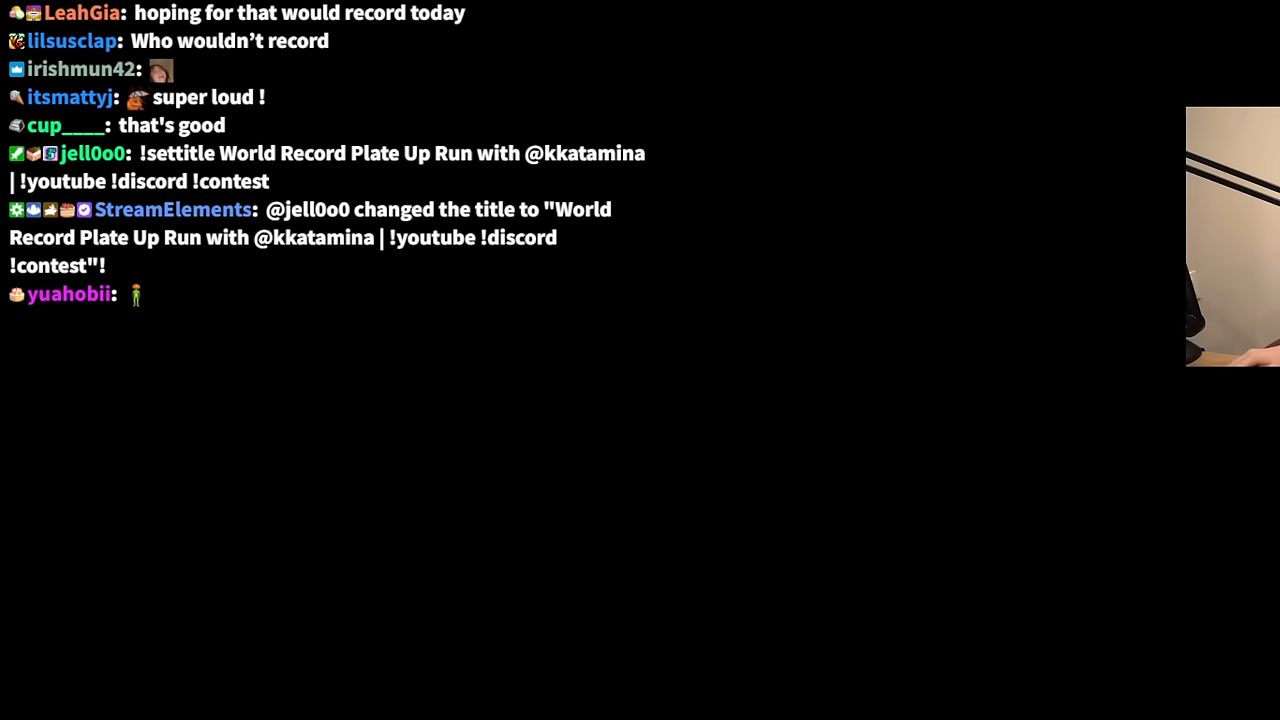 LeahGia: hoping for that would record today
lilsusclap: Who wouldn’t record
irishmun42:
itsmattyj: super loud !
cup____: that's good
jell0o0: !settitle World Record Plate Up Run with @kkatamina
| !youtube !discord !contest
StreamElements: @jell0o0 changed the title to "World
Record Plate Up Run with @kkatamina | !youtube !discord
!contest"!
yuahobii: